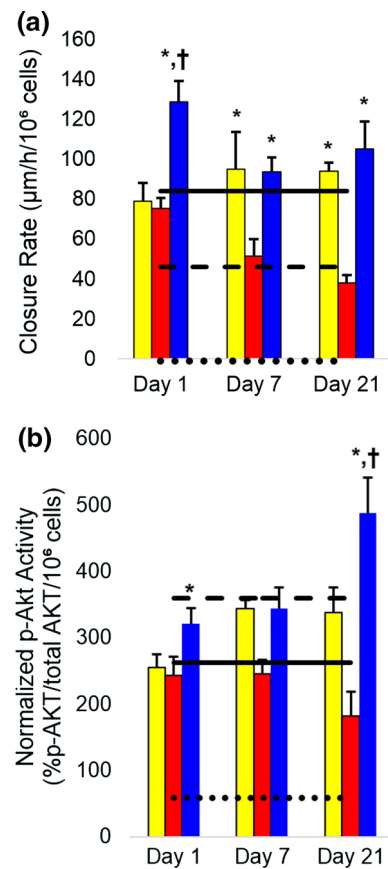 (a)
Closure Rate (µm/h/10⁶ cells)
160
140
120
100
80
60
40
20
0
*,†
*
*
*
*
Day 1
Day 7
Day 21
(b)
Normalized p-Akt Activity
(%p-AKT/total AKT/10⁶ cells)
600
500
400
300
200
100
0
*
*,†
Day 1
Day 7
Day 21